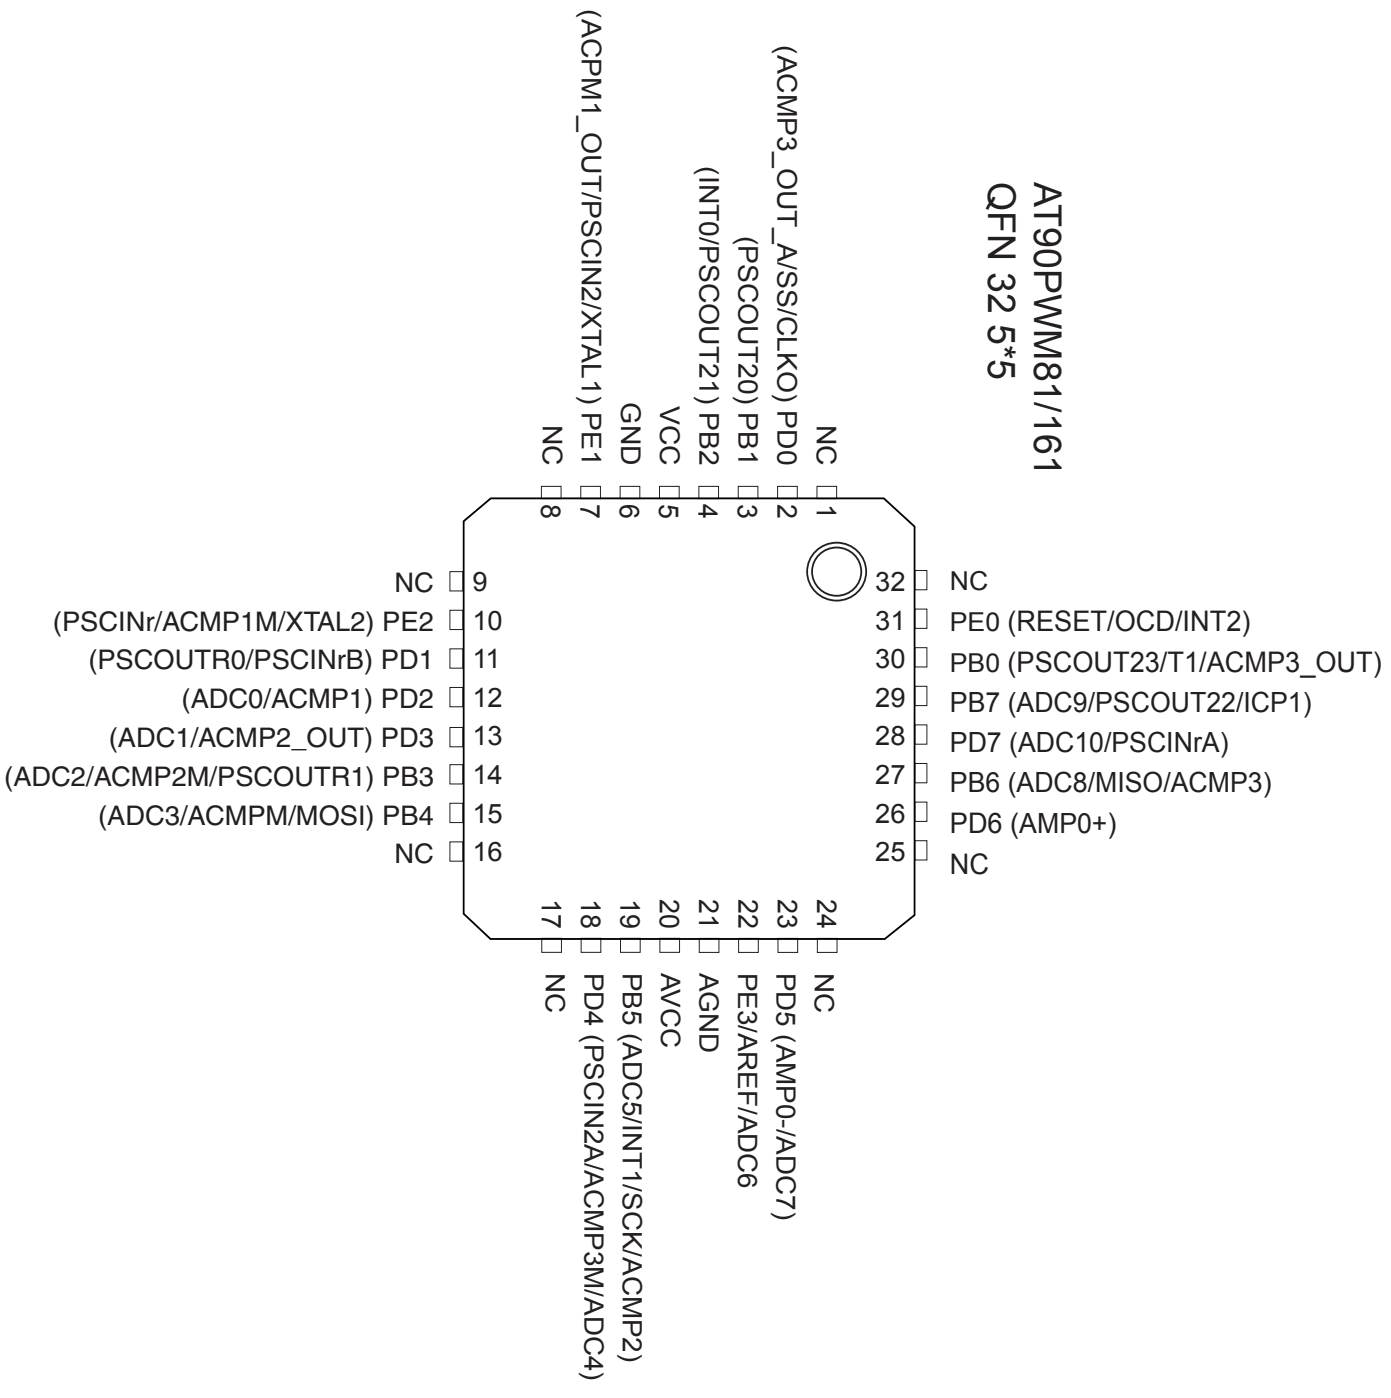 AT90PWM81/161
QFN 32 5*5
NC 1
(ACMP3_OUT_A/SS/CLKO) PD0 2
(PSCOUT20) PB1 3
(INT0/PSCOUT21) PB2 4
VCC 5
GND 6
(ACPM1_OUT/PSCIN2/XTAL1) PE1 7
NC 8
NC 9
(PSCINr/ACMP1M/XTAL2) PE2 10
(PSCOUTR0/PSCINrB) PD1 11
(ADC0/ACMP1) PD2 12
(ADC1/ACMP2_OUT) PD3 13
(ADC2/ACMP2M/PSCOUTR1) PB3 14
(ADC3/ACMPM/MOSI) PB4 15
NC 16
17 NC
18 PD4 (PSCIN2A/ACMP3M/ADC4)
19 PB5 (ADC5/INT1/SCK/ACMP2)
20 AVCC
21 AGND
22 PE3/AREF/ADC6
23 PD5 (AMP0-/ADC7)
24 NC
32 NC
31 PE0 (RESET/OCD/INT2)
30 PB0 (PSCOUT23/T1/ACMP3_OUT)
29 PB7 (ADC9/PSCOUT22/ICP1)
28 PD7 (ADC10/PSCINrA)
27 PB6 (ADC8/MISO/ACMP3)
26 PD6 (AMP0+)
25 NC